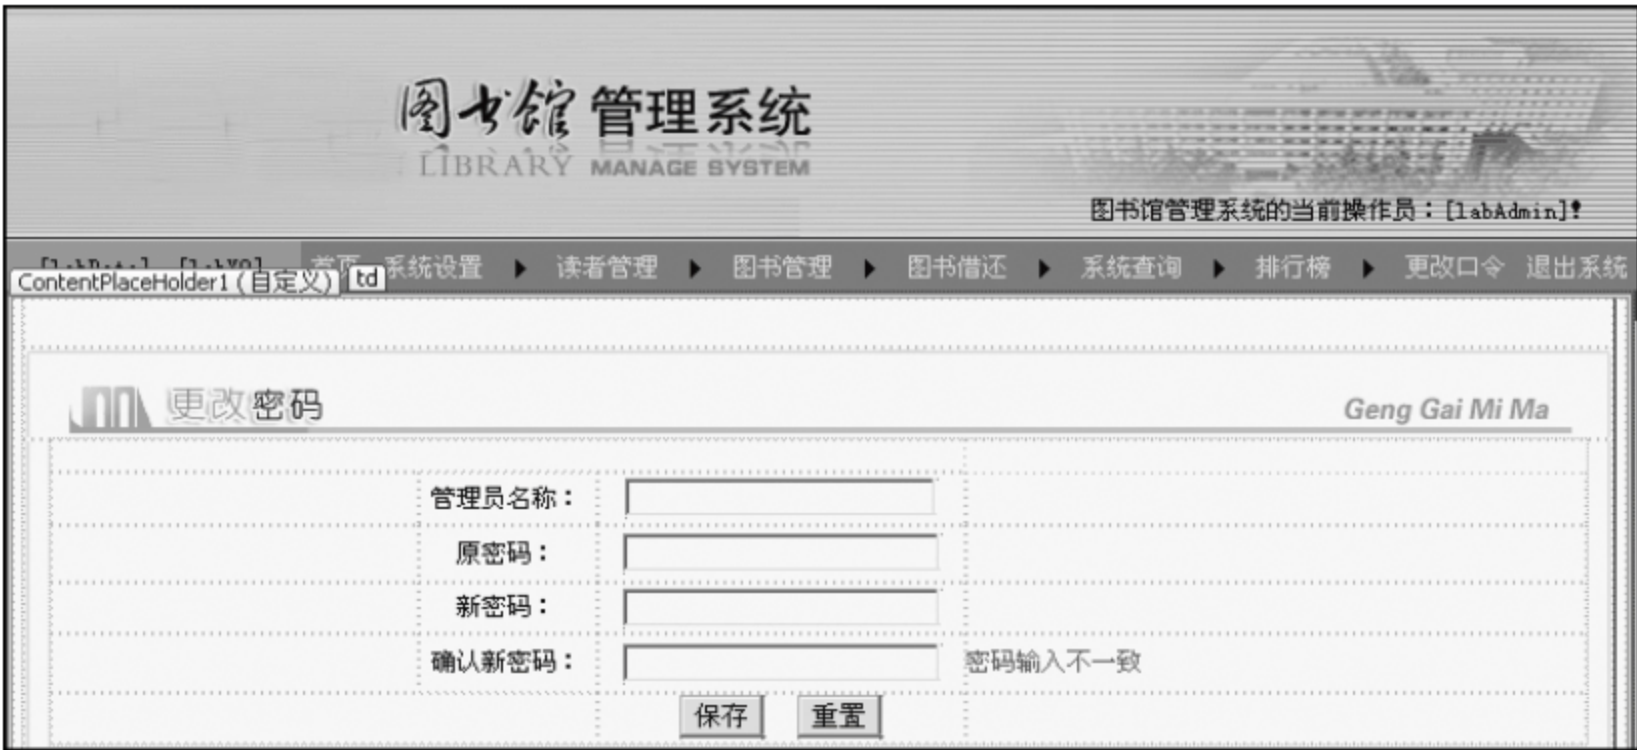 图书馆 管理系统
LIBRARY MANAGE SYSTEM
图书馆管理系统的当前操作员：[labAdmin]!
首页 系统设置 ▶ 读者管理 ▶ 图书管理 ▶ 图书借还 ▶ 系统查询 ▶ 排行榜 ▶ 更改口令 退出系统
ContentPlaceHolder1 (自定义) td
更改密码
Geng Gai Mi Ma
管理员名称：
原密码：
新密码：
确认新密码： 密码输入不一致
保存 重置